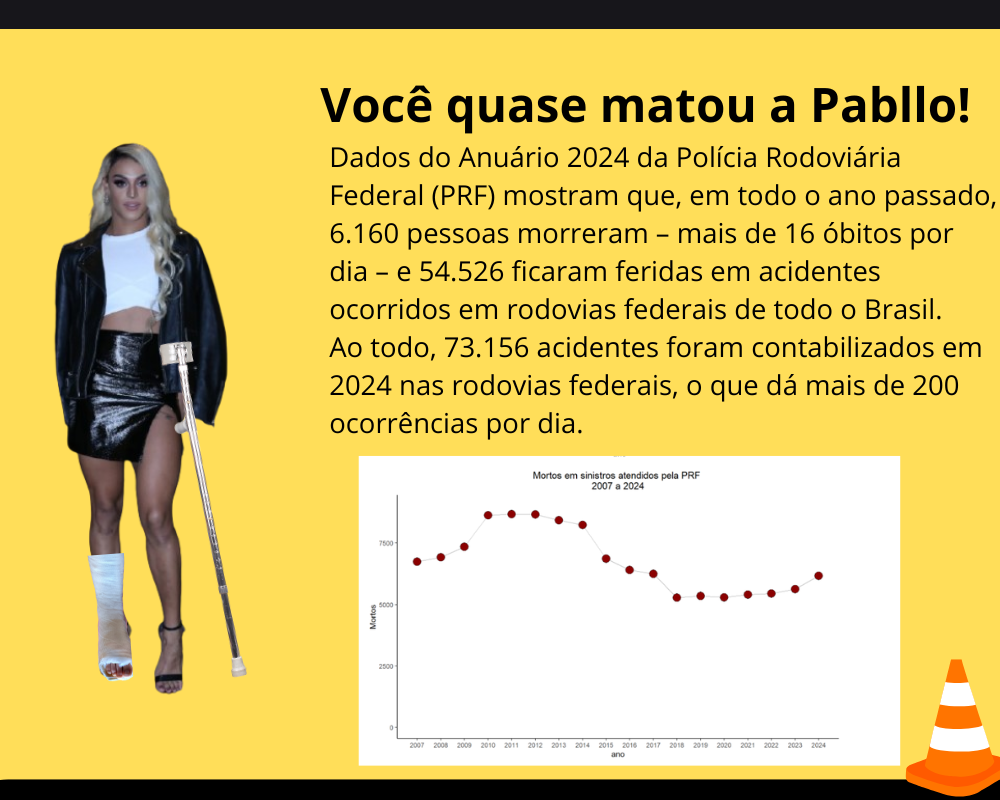 Você quase matou a Pabllo!
Dados do Anuário 2024 da Polícia Rodoviária
Federal (PRF) mostram que, em todo o ano passado,
6.160 pessoas morreram – mais de 16 óbitos por
dia – e 54.526 ficaram feridas em acidentes
ocorridos em rodovias federais de todo o Brasil.
Ao todo, 73.156 acidentes foram contabilizados em
2024 nas rodovias federais, o que dá mais de 200
ocorrências por dia.
Mortos em sinistros atendidos pela PRF
2007 a 2024
7500
5000
2500
0
Mortos
2007 2008 2009 2010 2011 2012 2013 2014 2015 2016 2017 2018 2019 2020 2021 2022 2023 2024
ano